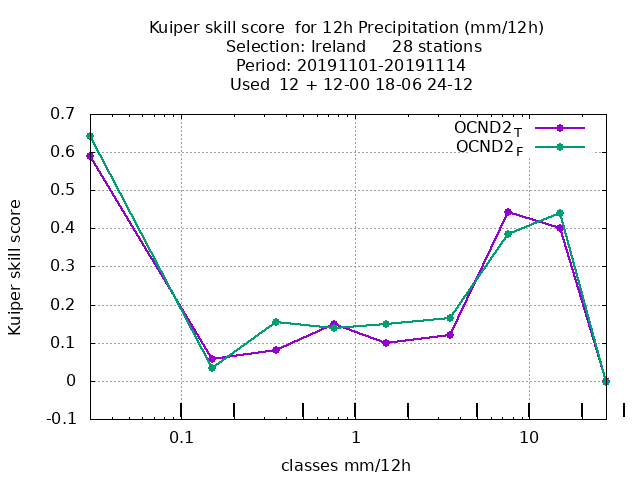 Kuiper skill score  for 12h Precipitation (mm/12h)
Selection: Ireland     28 stations
Period: 20191101-20191114
Used  12 + 12-00 18-06 24-12
OCND2T
OCND2F
0.7
0.6
0.5
0.4
0.3
0.2
0.1
0
-0.1
Kuiper skill score
0.1
1
10
classes mm/12h